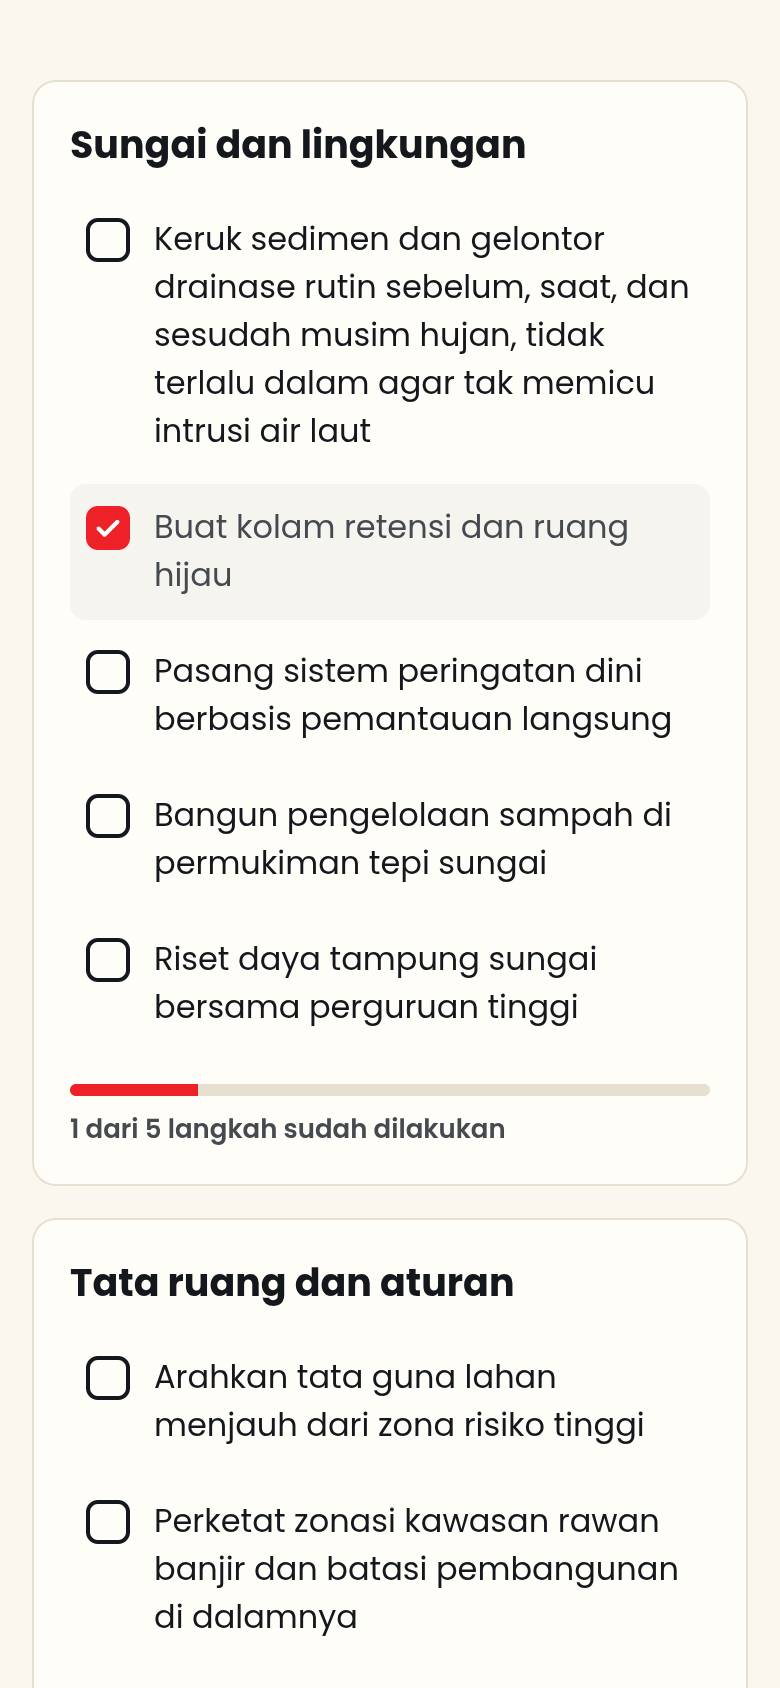 Sungai dan lingkungan
Keruk sedimen dan gelontor
drainase rutin sebelum, saat, dan
sesudah musim hujan, tidak
terlalu dalam agar tak memicu
intrusi air laut
Buat kolam retensi dan ruang
hijau
Pasang sistem peringatan dini
berbasis pemantauan langsung
Bangun pengelolaan sampah di
permukiman tepi sungai
Riset daya tampung sungai
bersama perguruan tinggi
1 dari 5 langkah sudah dilakukan
Tata ruang dan aturan
Arahkan tata guna lahan
menjauh dari zona risiko tinggi
Perketat zonasi kawasan rawan
banjir dan batasi pembangunan
di dalamnya